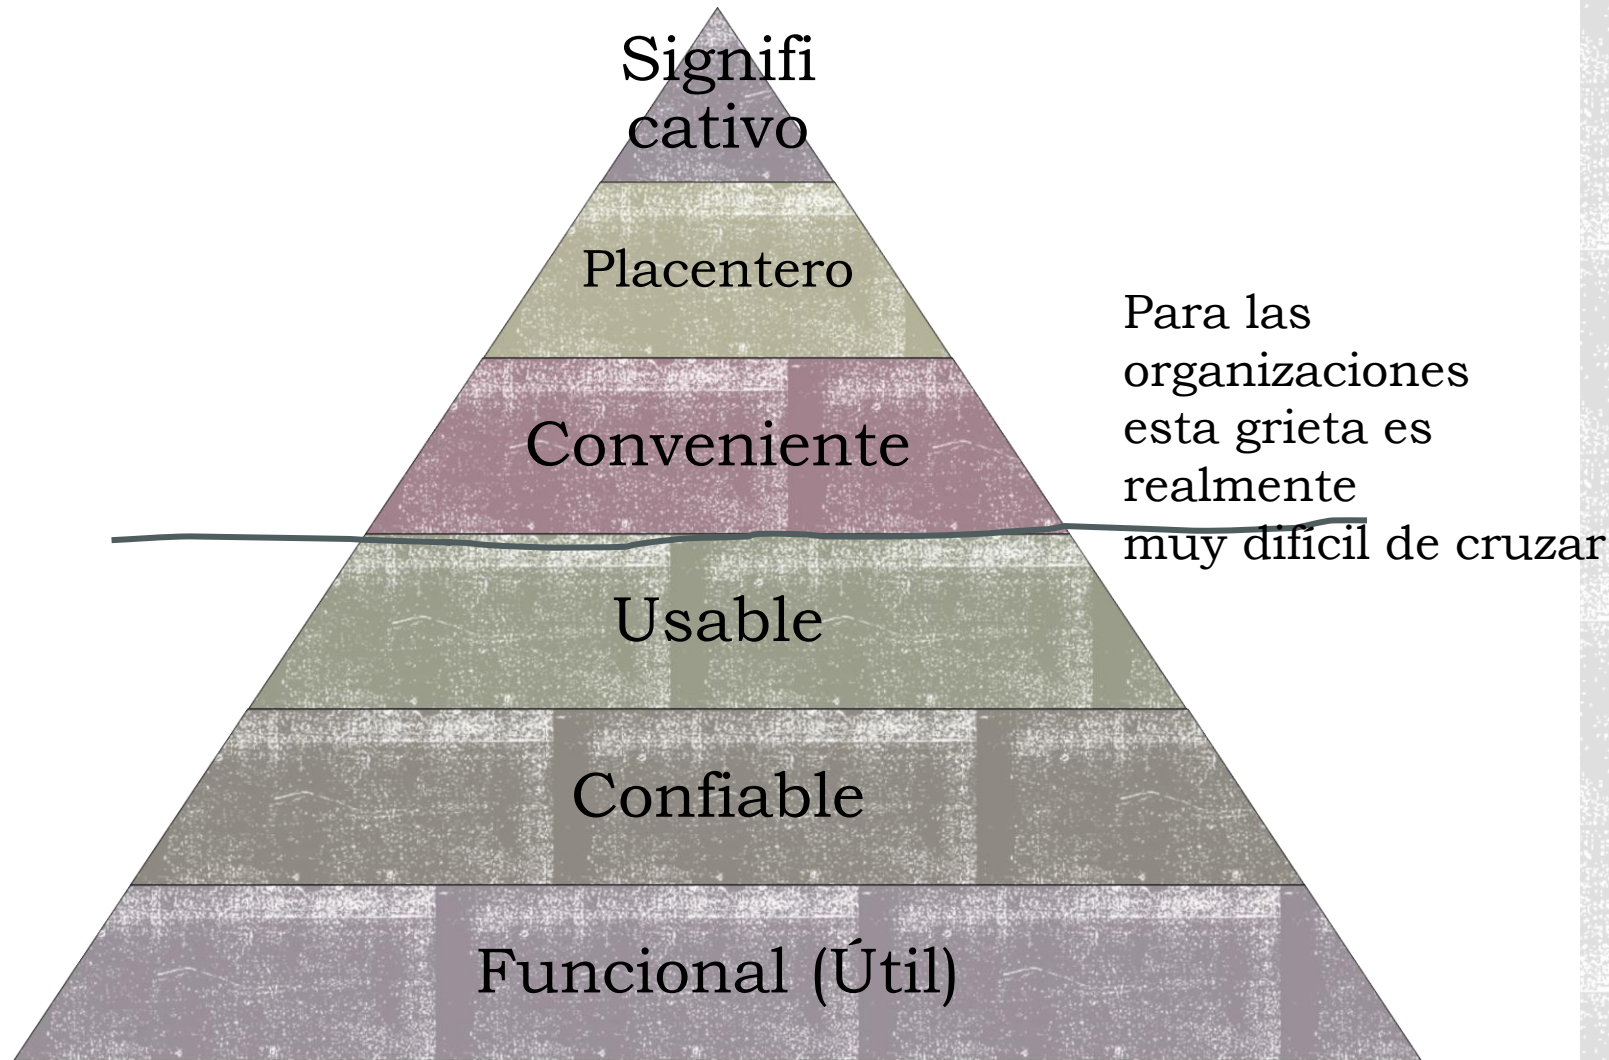 Signifi
cativo
Placentero
Conveniente
Para las
organizaciones
esta grieta es
realmente
muy difícil de cruzar
Usable
Confiable
Funcional (Útil)